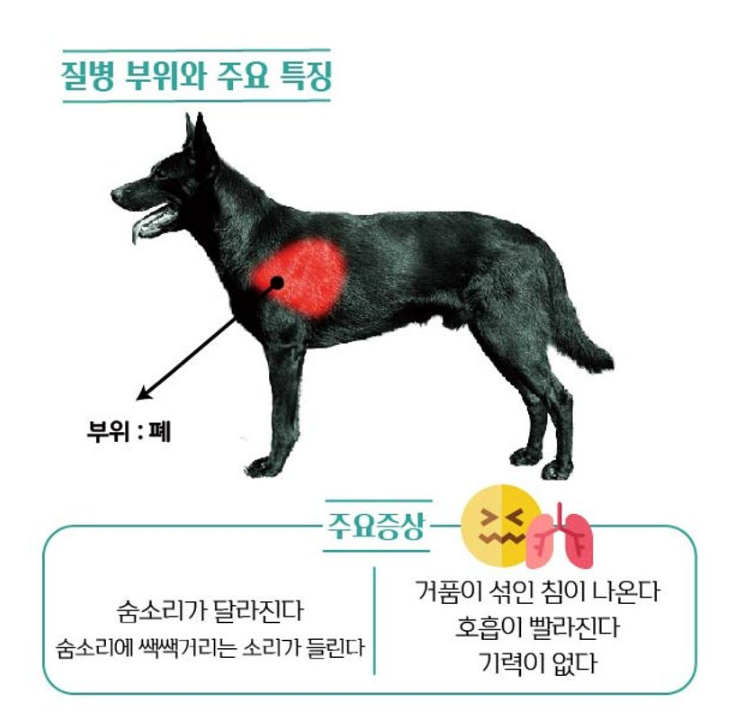 질병 부위와 주요 특징
부위 : 폐
주요증상
숨소리가 달라진다
숨소리에 쌕쌕거리는 소리가 들린다
거품이 섞인 침이 나온다
호흡이 빨라진다
기력이 없다